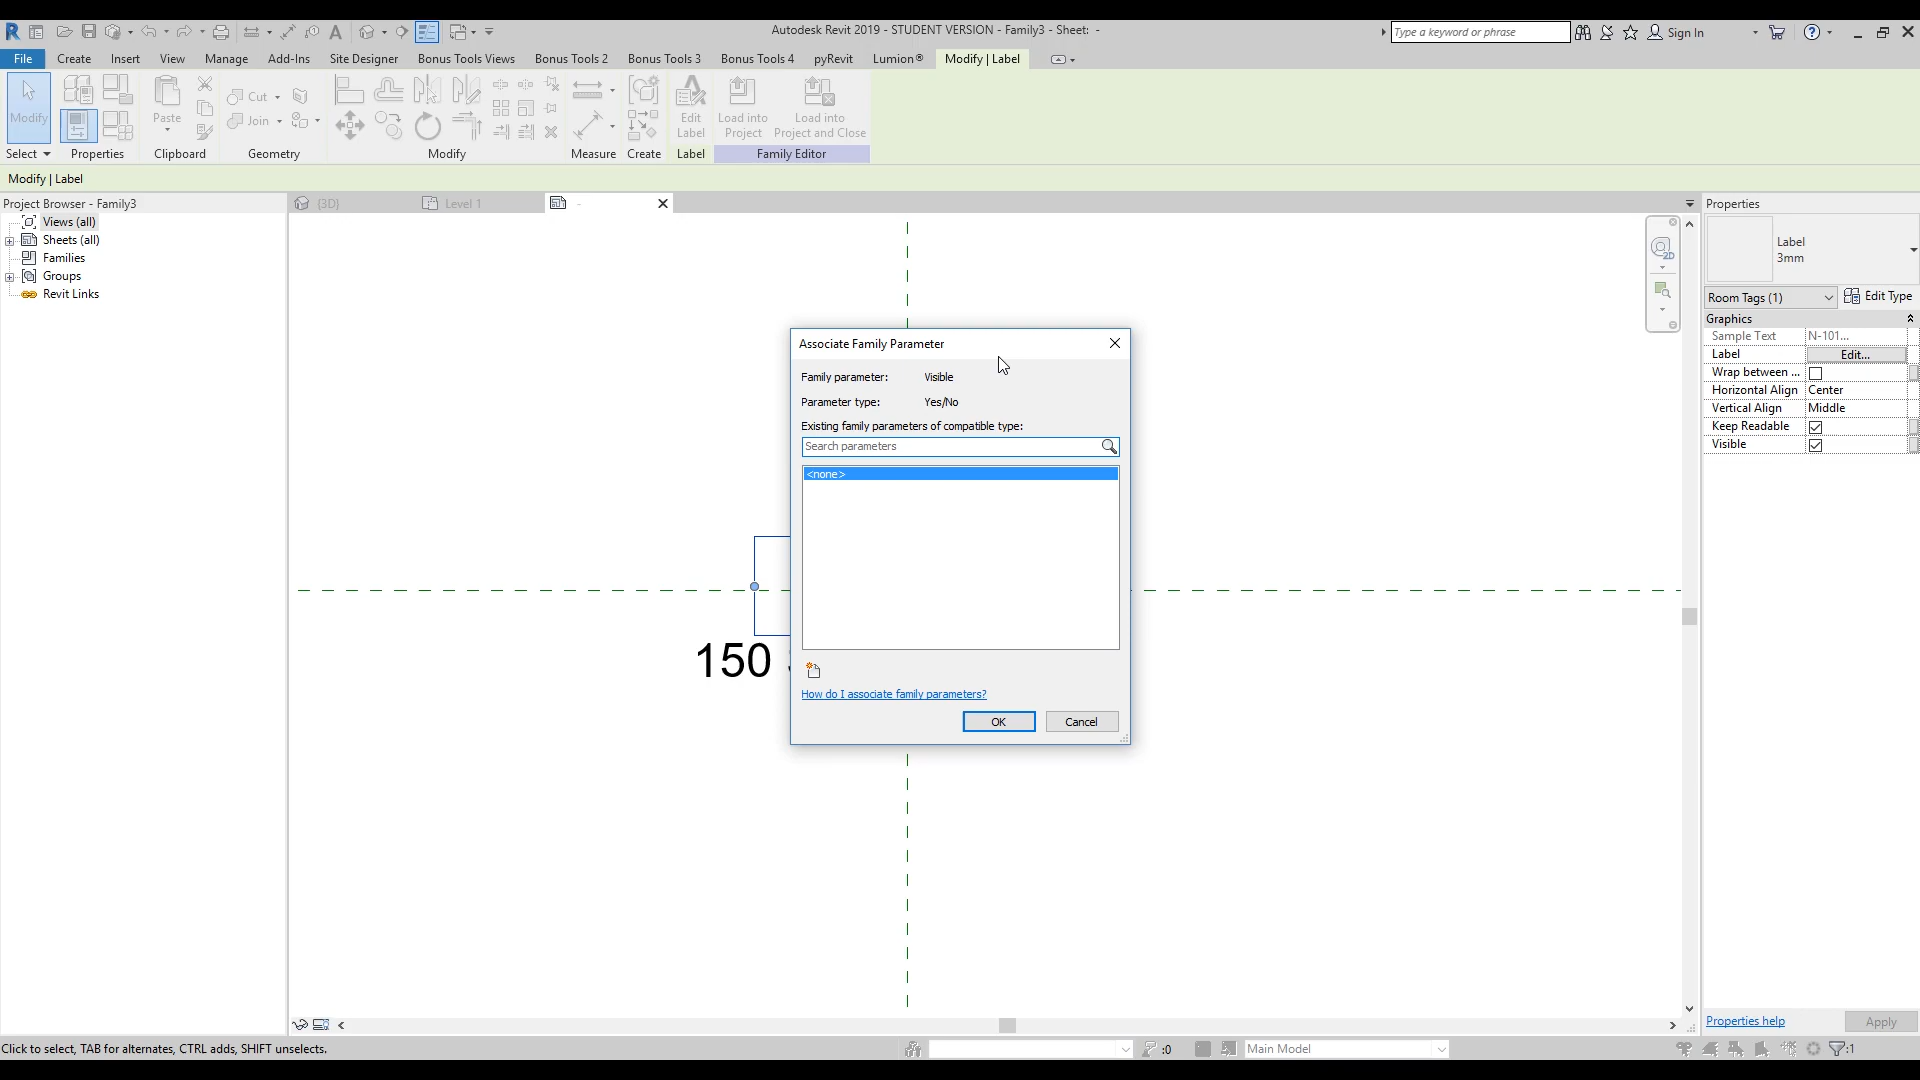 Autodesk Revit 2019 - STUDENT VERSION - Family3 - Sheet: -
Type a keyword or phrase
Sign In
File Create Insert View Manage Add-Ins Site Designer Bonus Tools Views Bonus Tools 2 Bonus Tools 3 Bonus Tools 4 pyRevit Lumion® Modify | Label
Modify
Paste
Cut
Join
Edit Label
Load into Project
Load into Project and Close
Select Properties Clipboard Geometry Modify Measure Create Label Family Editor
Modify | Label
Project Browser - Family3
Views (all)
Sheets (all)
Families
Groups
Revit Links
{3D}
Level 1
-
2D
150
Associate Family Parameter
Family parameter: Visible
Parameter type: Yes/No
Existing family parameters of compatible type:
Search parameters
<none>
How do I associate family parameters?
OK Cancel
Properties
Label
3mm
Room Tags (1) Edit Type
Graphics
Sample Text N-101...
Label Edit...
Wrap between ...
Horizontal Align Center
Vertical Align Middle
Keep Readable
Visible
Properties help Apply
Click to select, TAB for alternates, CTRL adds, SHIFT unselects.
:0
Main Model
:1